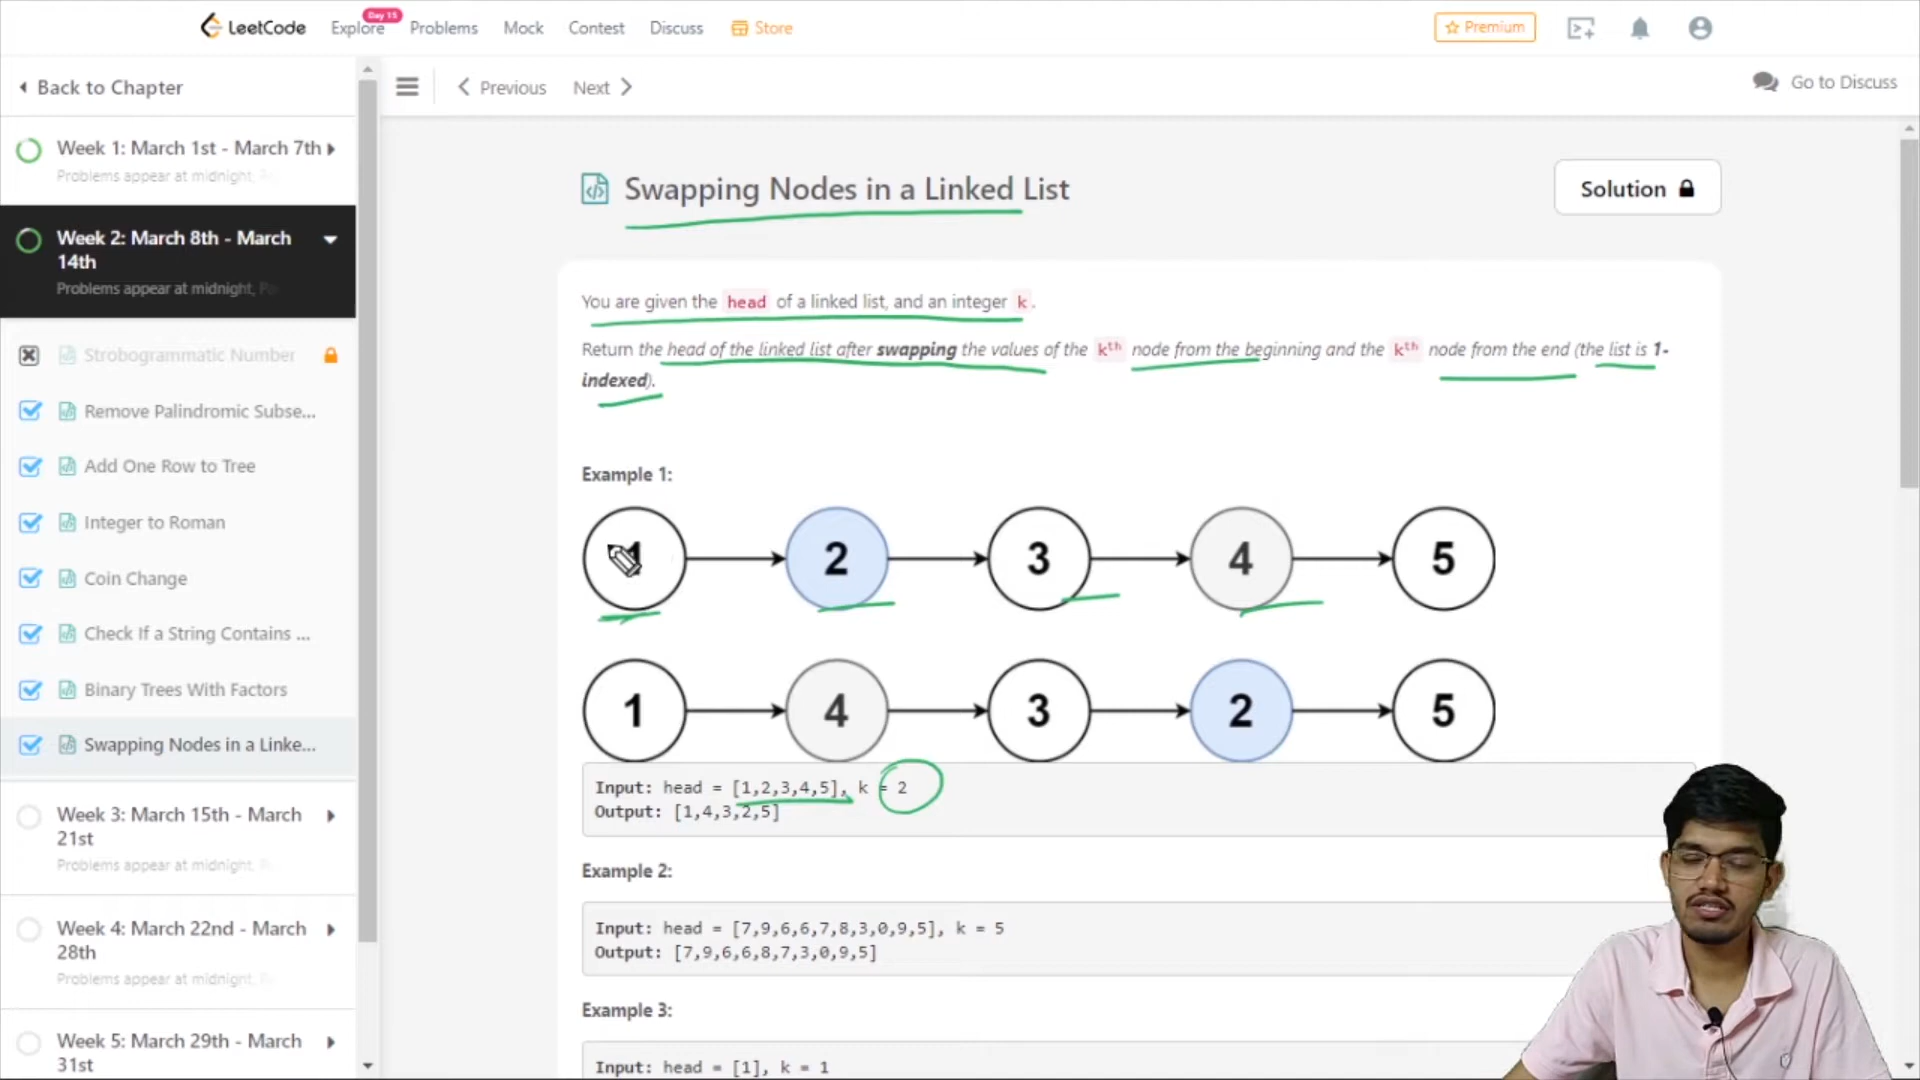 LeetCode
Explore
Day 15
Problems
Mock
Contest
Discuss
Store
Premium
Back to Chapter
Previous
Next
Go to Discuss
Week 1: March 1st - March 7th
Problems appear at midnight,
Week 2: March 8th - March
14th
Problems appear at midnight,
Strobogrammatic Number
Remove Palindromic Subse...
Add One Row to Tree
Integer to Roman
Coin Change
Check If a String Contains ...
Binary Trees With Factors
Swapping Nodes in a Linke...
Week 3: March 15th - March
21st
Problems appear at midnight,
Week 4: March 22nd - March
28th
Problems appear at midnight,
Week 5: March 29th - March
31st
Swapping Nodes in a Linked List
Solution
You are given the head of a linked list, and an integer k.
Return the head of the linked list after swapping the values of the kth node from the beginning and the kth node from the end (the list is 1-
indexed).
Example 1:
1 2 3 4 5
1 4 3 2 5
Input: head = [1,2,3,4,5], k = 2
Output: [1,4,3,2,5]
Example 2:
Input: head = [7,9,6,6,7,8,3,0,9,5], k = 5
Output: [7,9,6,6,8,7,3,0,9,5]
Example 3:
Input: head = [1], k = 1